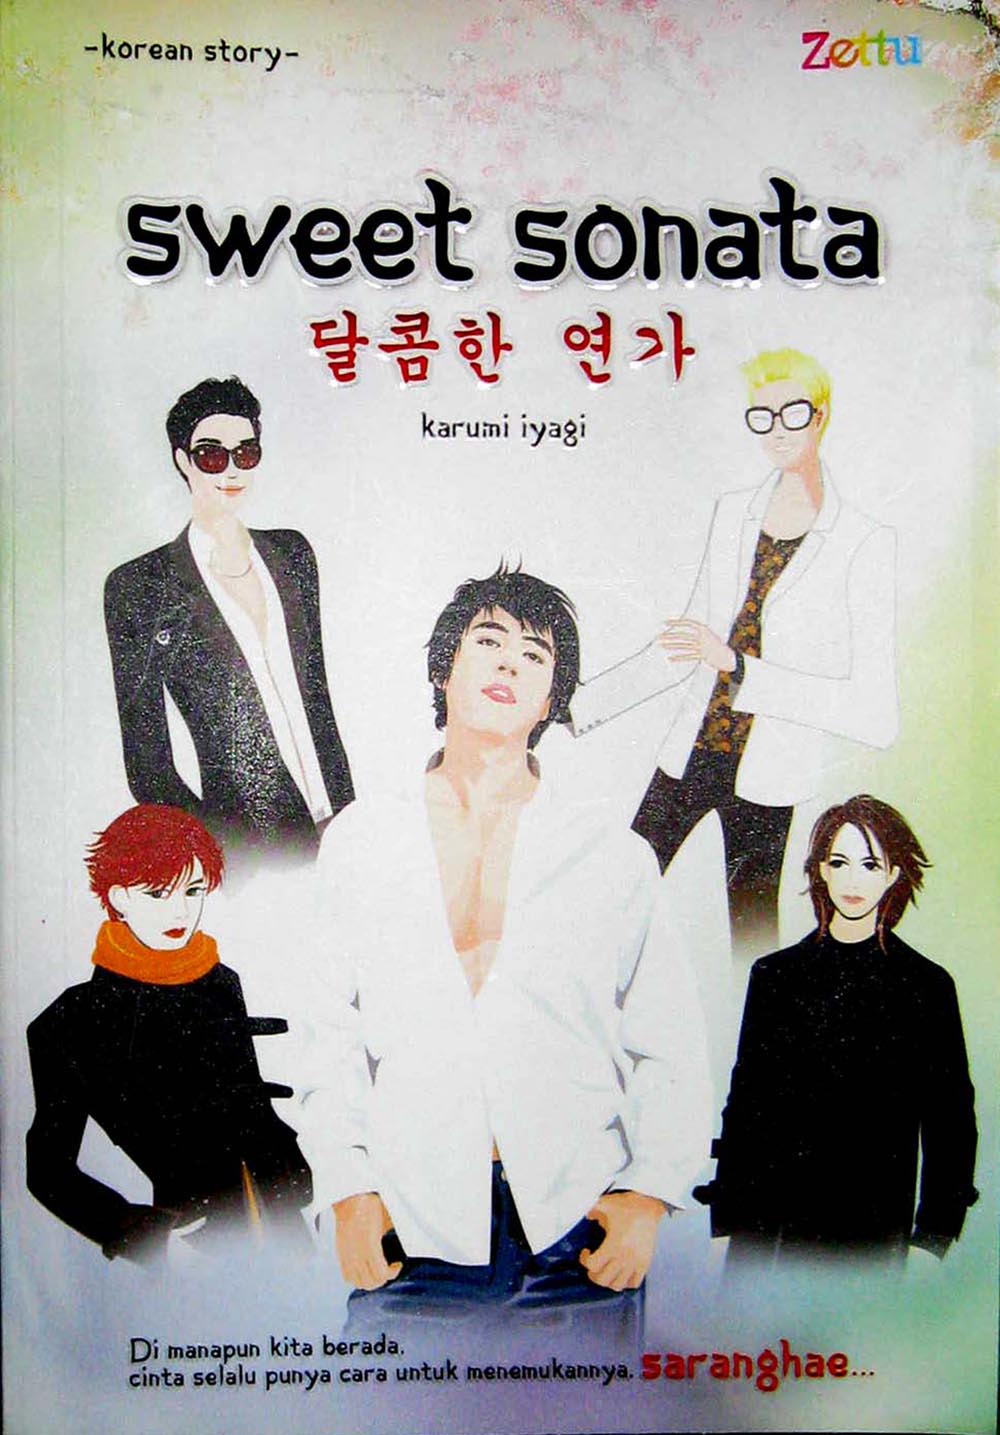 -korean story-
Zettu
sweet sonata
달콤한 연가
karumi iyagi
Di manapun kita berada,
cinta selalu punya cara untuk menemukannya. saranghae...